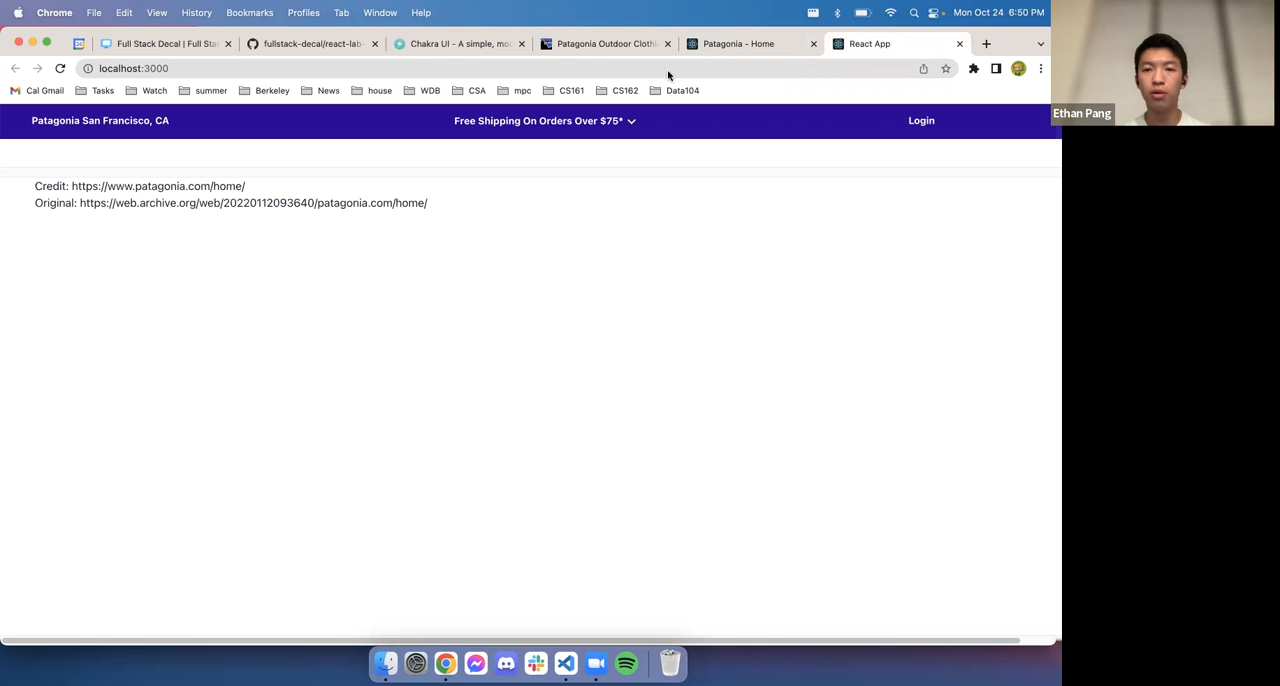 Chrome File Edit View History Bookmarks Profiles Tab Window Help Mon Oct 24 6:50 PM
Full Stack Decal | Full Sta
fullstack-decal/react-lab-
Chakra UI - A simple, mo
Patagonia Outdoor Clothi
Patagonia - Home
React App
localhost:3000
Cal Gmail Tasks Watch summer Berkeley News house WDB CSA mpc CS161 CS162 Data104
Ethan Pang
Patagonia San Francisco, CA Free Shipping On Orders Over $75* Login
Credit: https://www.patagonia.com/home/
Original: https://web.archive.org/web/20220112093640/patagonia.com/home/